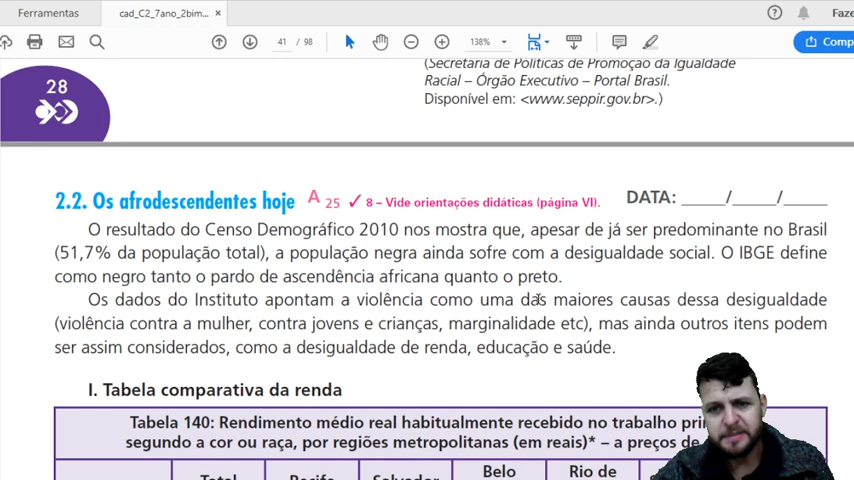 Ferramentas
cad_C2_7ano_2bim...
×
?
Faze
41 / 98
138%
Comp
(Secretaria de Políticas de Promoção da Igualdade
Racial – Órgão Executivo – Portal Brasil.
Disponível em: <www.seppir.gov.br>.)
28
2.2. Os afrodescendentes hoje A 25 ✓ 8 – Vide orientações didáticas (página VI). DATA: _____/_____/_____
O resultado do Censo Demográfico 2010 nos mostra que, apesar de já ser predominante no Brasil
(51,7% da população total), a população negra ainda sofre com a desigualdade social. O IBGE define
como negro tanto o pardo de ascendência africana quanto o preto.
Os dados do Instituto apontam a violência como uma das maiores causas dessa desigualdade
(violência contra a mulher, contra jovens e crianças, marginalidade etc), mas ainda outros itens podem
ser assim considerados, como a desigualdade de renda, educação e saúde.
I. Tabela comparativa da renda
Tabela 140: Rendimento médio real habitualmente recebido no trabalho
segundo a cor ou raça, por regiões metropolitanas (em reais)* – a preços de
Total Recife Salvador Belo Rio de